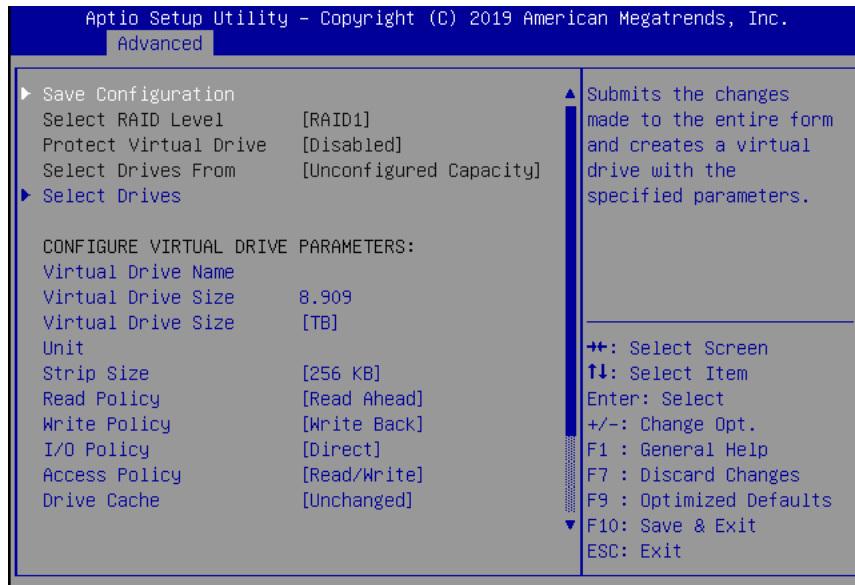 Aptio Setup Utility – Copyright (C) 2019 American Megatrends, Inc.
Advanced
Save Configuration
Select RAID Level [RAID1]
Protect Virtual Drive [Disabled]
Select Drives From [Unconfigured Capacity]
Select Drives
CONFIGURE VIRTUAL DRIVE PARAMETERS:
Virtual Drive Name
Virtual Drive Size 8.909
Virtual Drive Size [TB]
Unit
Strip Size [256 KB]
Read Policy [Read Ahead]
Write Policy [Write Back]
I/O Policy [Direct]
Access Policy [Read/Write]
Drive Cache [Unchanged]
Submits the changes
made to the entire form
and creates a virtual
drive with the
specified parameters.
→←: Select Screen
↑↓: Select Item
Enter: Select
+/-: Change Opt.
F1 : General Help
F7 : Discard Changes
F9 : Optimized Defaults
F10: Save & Exit
ESC: Exit